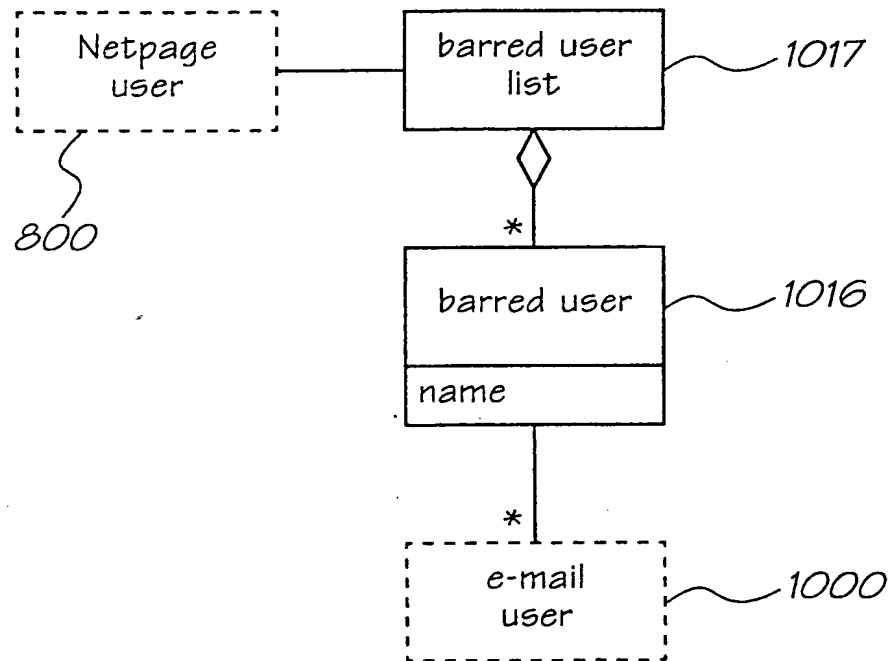 Netpage
user
barred user
list
1017
800
*
barred user
1016
name
*
e-mail
user
1000